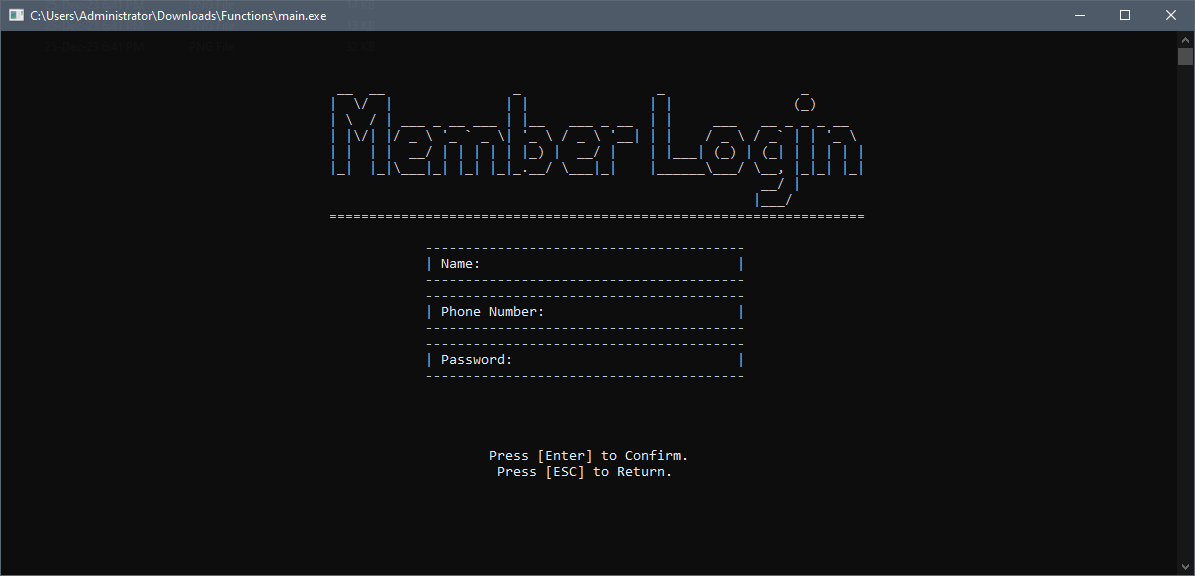 C:\Users\Administrator\Downloads\Functions\main.exe
Member Login
Name:
Phone Number:
Password:
Press [Enter] to Confirm.
Press [ESC] to Return.